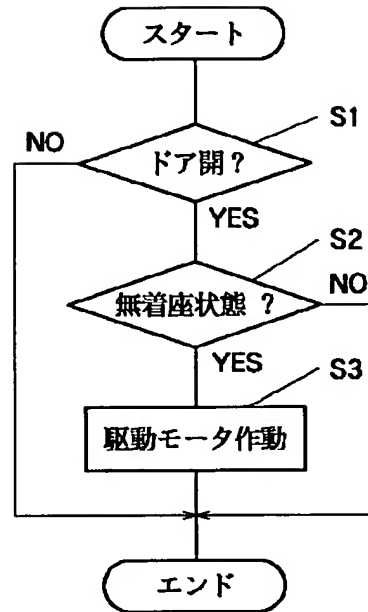 スタート
S1
NO
ドア開?
YES
S2
無着座状態 ?
NO
YES
S3
駆動モータ作動
エンド